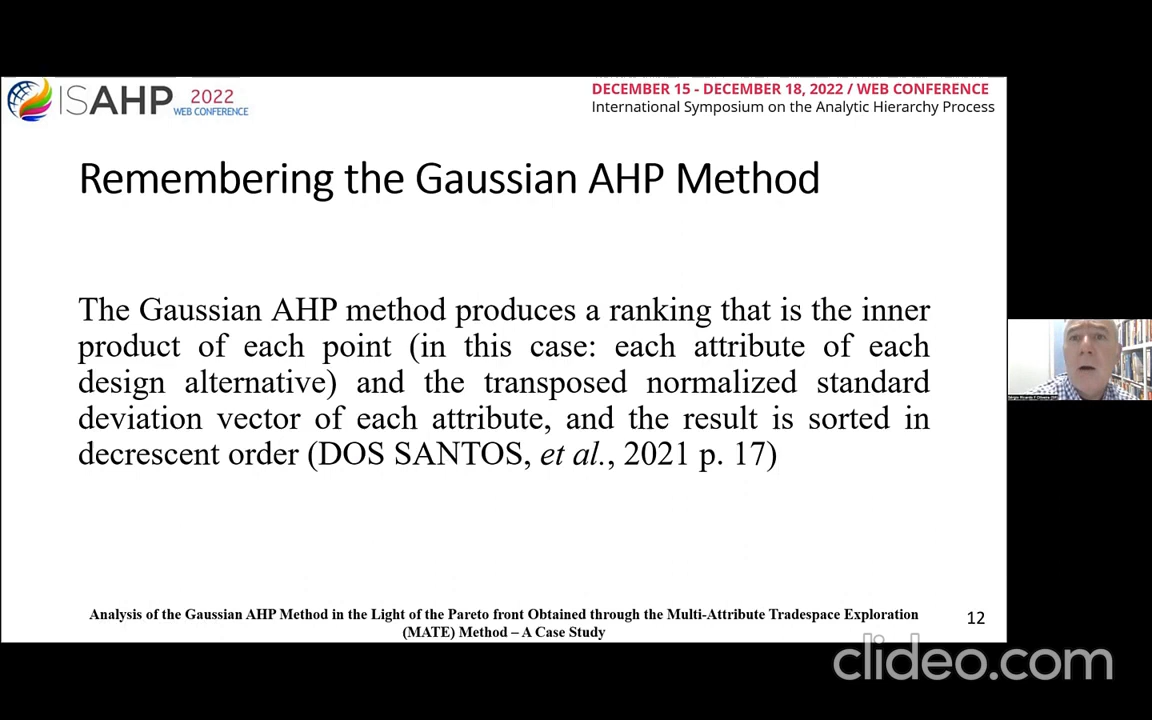 ISAHP 2022
WEB CONFERENCE
DECEMBER 15 - DECEMBER 18, 2022 / WEB CONFERENCE
International Symposium on the Analytic Hierarchy Process
Remembering the Gaussian AHP Method
The Gaussian AHP method produces a ranking that is the inner
product of each point (in this case: each attribute of each
design alternative) and the transposed normalized standard
deviation vector of each attribute, and the result is sorted in
decrescent order (DOS SANTOS, et al., 2021 p. 17)
Analysis of the Gaussian AHP Method in the Light of the Pareto front Obtained through the Multi-Attribute Tradespace Exploration
(MATE) Method – A Case Study
12
clideo.com